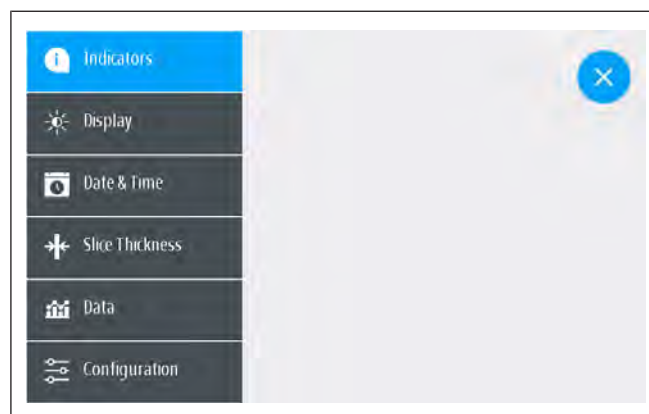 Indicators
Display
Date & Time
Slice Thickness
Data
Configuration